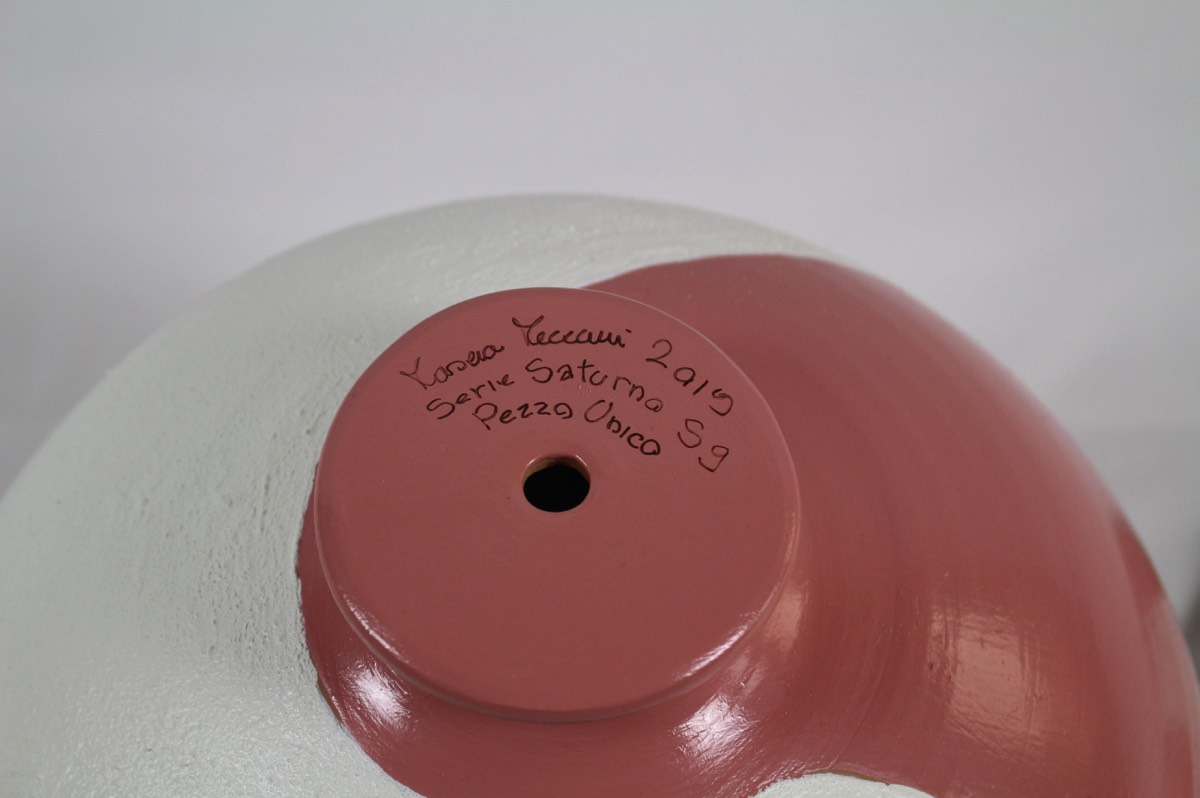 2019
Serie Saturno S9
Pezzo Unico